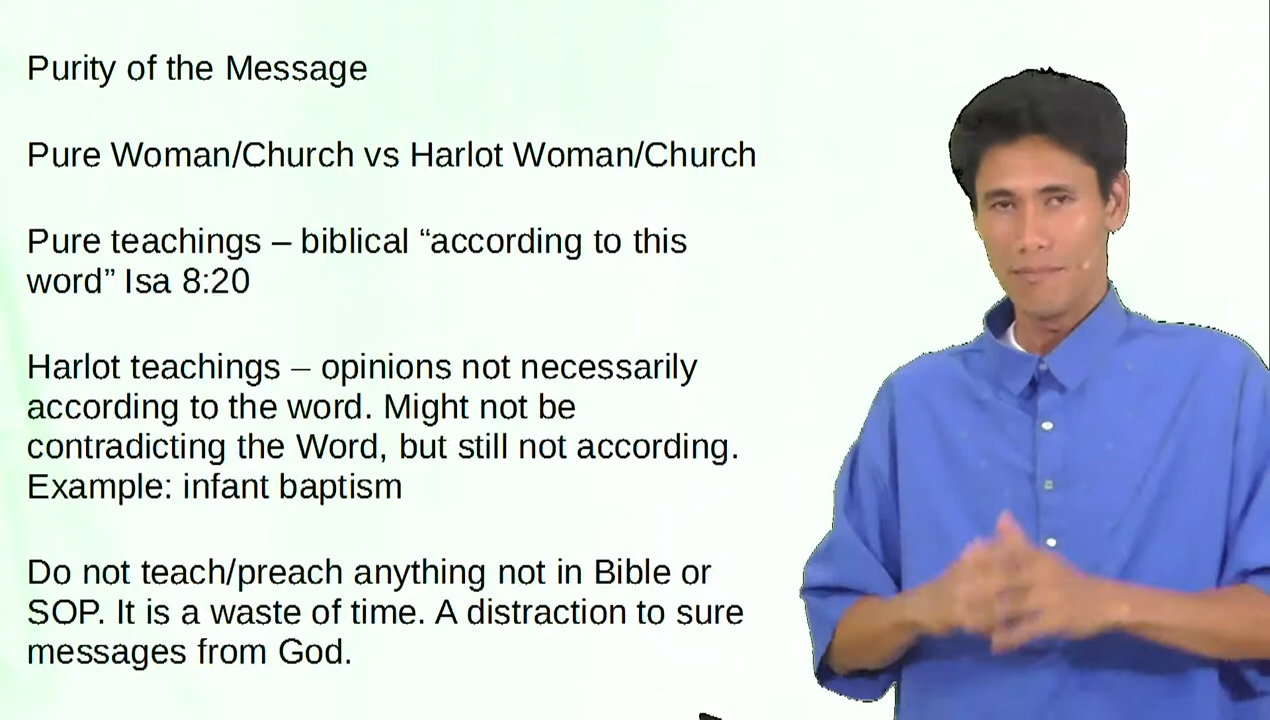 Purity of the Message
Pure Woman/Church vs Harlot Woman/Church
Pure teachings – biblical “according to this
word” Isa 8:20
Harlot teachings – opinions not necessarily
according to the word. Might not be
contradicting the Word, but still not according.
Example: infant baptism
Do not teach/preach anything not in Bible or
SOP. It is a waste of time. A distraction to sure
messages from God.